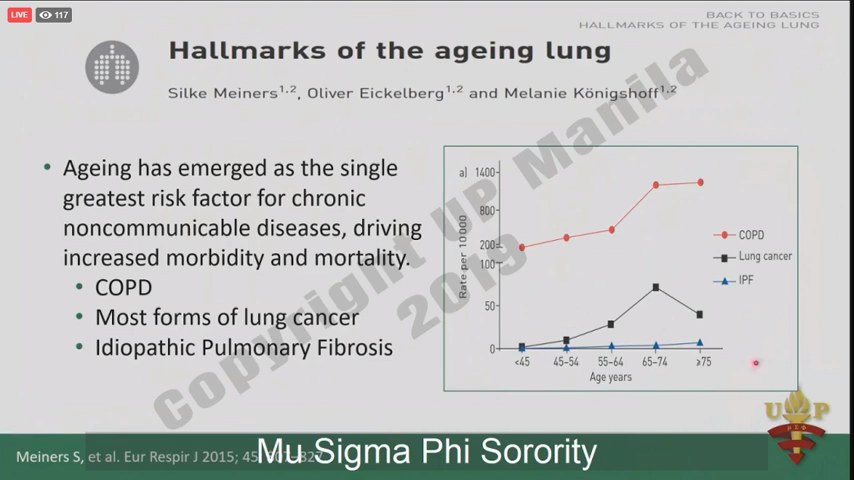 LIVE
117
BACK TO BASICS
HALLMARKS OF THE AGEING LUNG
Hallmarks of the ageing lung
Silke Meiners1,2, Oliver Eickelberg1,2 and Melanie Königshoff1,2
• Ageing has emerged as the single
greatest risk factor for chronic
noncommunicable diseases, driving
increased morbidity and mortality.
• COPD
• Most forms of lung cancer
• Idiopathic Pulmonary Fibrosis
a)
1400
800
200
100
50
0
Rate per 10 000
<45
45–54
55–64
65–74
≥75
Age years
COPD
Lung cancer
IPF
Copyright UP Manila
2019
U P
ΜΣΦ
Meiners S, et al. Eur Respir J 2015; 45:
Mu Sigma Phi Sorority